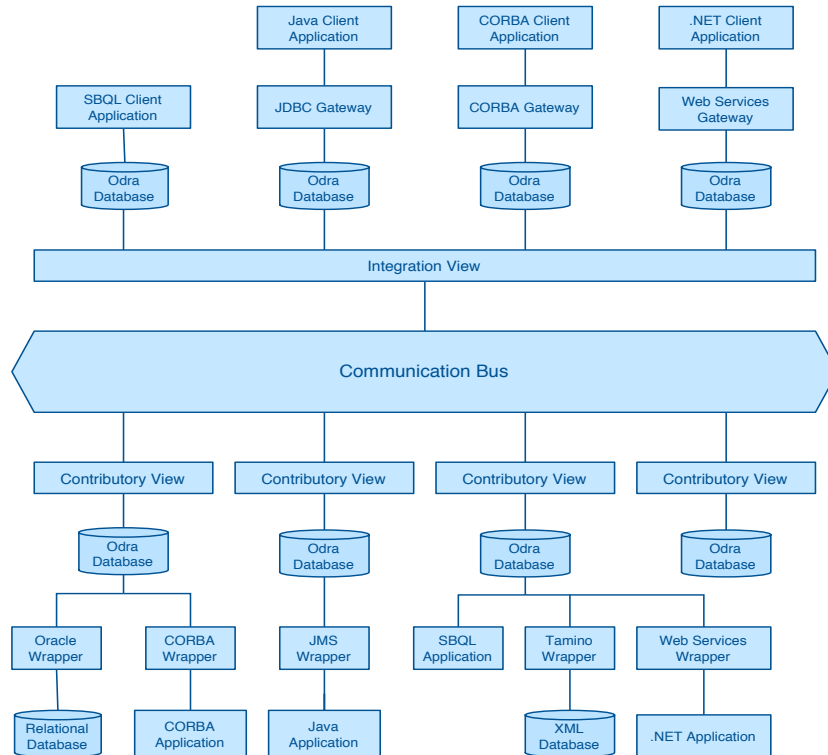 Java Client
Application
CORBA Client
Application
.NET Client
Application
SBQL Client
Application
JDBC Gateway
CORBA Gateway
Web Services
Gateway
Odra
Database
Odra
Database
Odra
Database
Odra
Database
Integration View
Communication Bus
Contributory View
Contributory View
Contributory View
Contributory View
Odra
Database
Odra
Database
Odra
Database
Odra
Database
Oracle
Wrapper
CORBA
Wrapper
JMS
Wrapper
SBQL
Application
Tamino
Wrapper
Web Services
Wrapper
Relational
Database
CORBA
Application
Java
Application
XML
Database
.NET Application